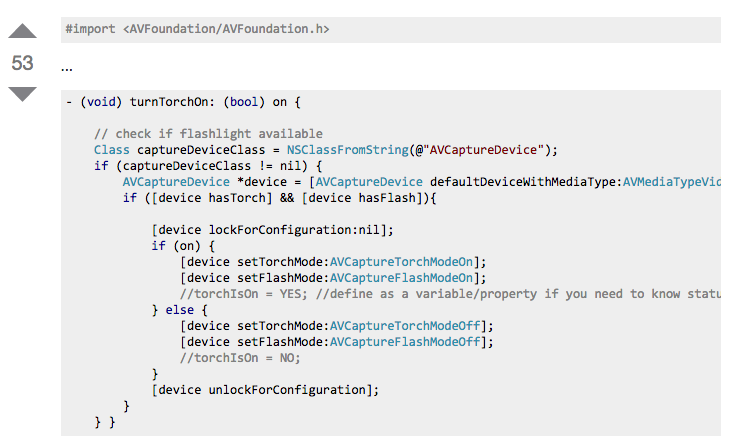 #import <AVFoundation/AVFoundation.h>
53
...
- (void) turnTorchOn: (bool) on {
// check if flashlight available
Class captureDeviceClass = NSClassFromString(@"AVCaptureDevice");
if (captureDeviceClass != nil) {
AVCaptureDevice *device = [AVCaptureDevice defaultDeviceWithMediaType:AVMediaTypeVid
if ([device hasTorch] && [device hasFlash]){
[device lockForConfiguration:nil];
if (on) {
[device setTorchMode:AVCaptureTorchModeOn];
[device setFlashMode:AVCaptureFlashModeOn];
//torchIsOn = YES; //define as a variable/property if you need to know statu
} else {
[device setTorchMode:AVCaptureTorchModeOff];
[device setFlashMode:AVCaptureFlashModeOff];
//torchIsOn = NO;
}
[device unlockForConfiguration];
}
} }